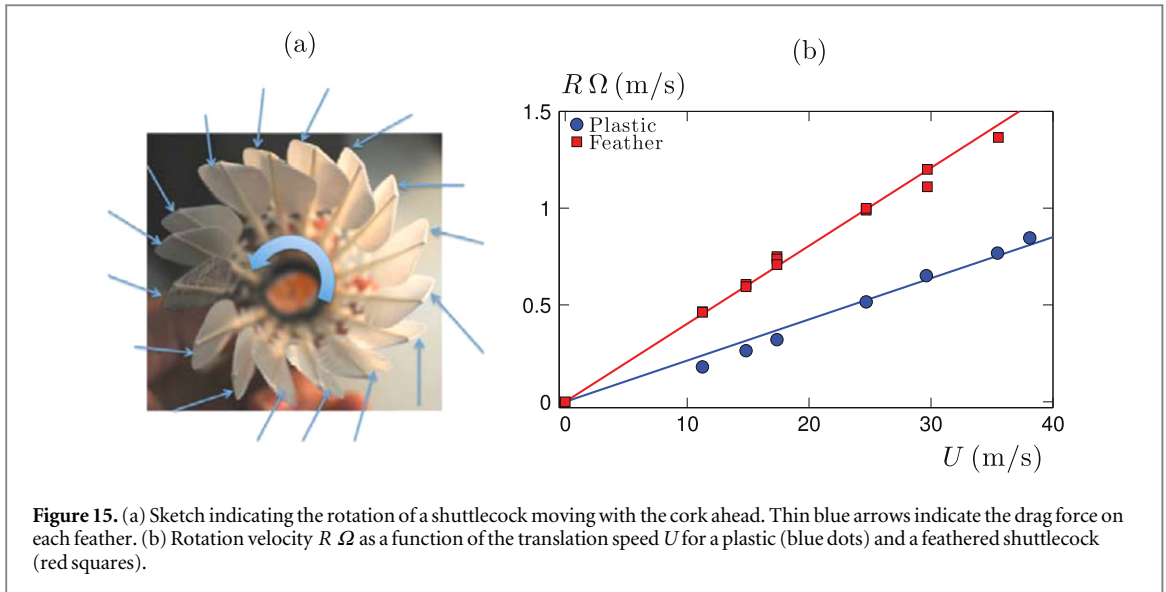 (a)
(b)
R Ω (m/s)
1.5
Plastic
Feather
1
0.5
0
0
10
20
30
40
U (m/s)
Figure 15. (a) Sketch indicating the rotation of a shuttlecock moving with the cork ahead. Thin blue arrows indicate the drag force on
each feather. (b) Rotation velocity R Ω as a function of the translation speed U for a plastic (blue dots) and a feathered shuttlecock
(red squares).